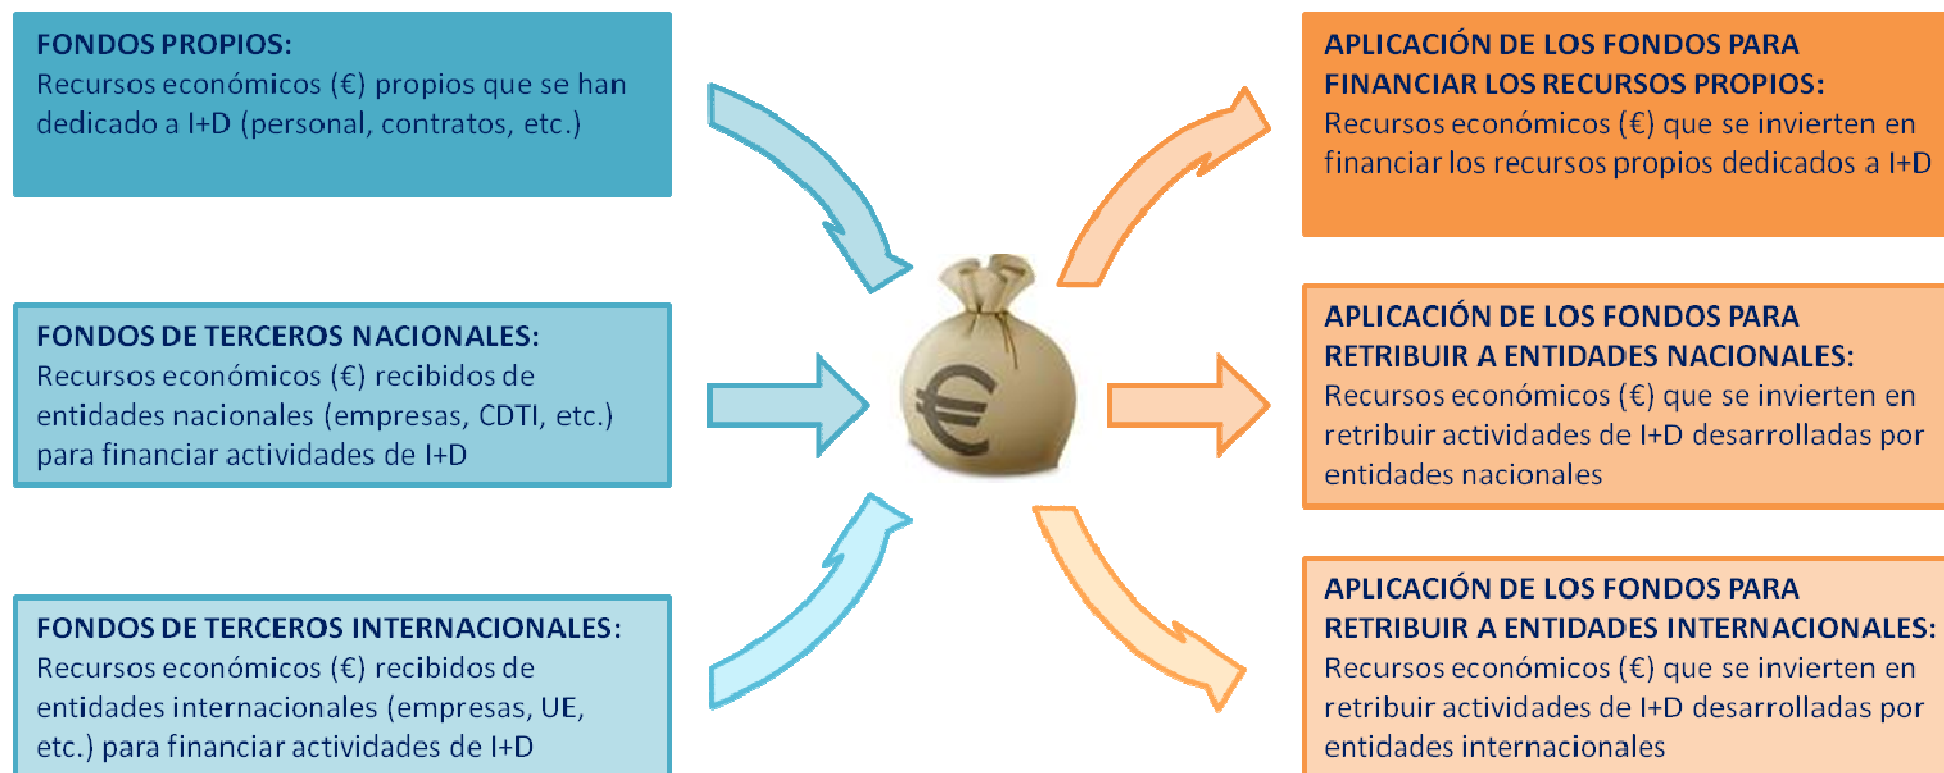 FONDOS PROPIOS:
Recursos económicos (€) propios que se han
dedicado a I+D (personal, contratos, etc.)
FONDOS DE TERCEROS NACIONALES:
Recursos económicos (€) recibidos de
entidades nacionales (empresas, CDTI, etc.)
para financiar actividades de I+D
FONDOS DE TERCEROS INTERNACIONALES:
Recursos económicos (€) recibidos de
entidades internacionales (empresas, UE,
etc.) para financiar actividades de I+D
€
APLICACIÓN DE LOS FONDOS PARA
FINANCIAR LOS RECURSOS PROPIOS:
Recursos económicos (€) que se invierten en
financiar los recursos propios dedicados a I+D
APLICACIÓN DE LOS FONDOS PARA
RETRIBUIR A ENTIDADES NACIONALES:
Recursos económicos (€) que se invierten en
retribuir actividades de I+D desarrolladas por
entidades nacionales
APLICACIÓN DE LOS FONDOS PARA
RETRIBUIR A ENTIDADES INTERNACIONALES:
Recursos económicos (€) que se invierten en
retribuir actividades de I+D desarrolladas por
entidades internacionales